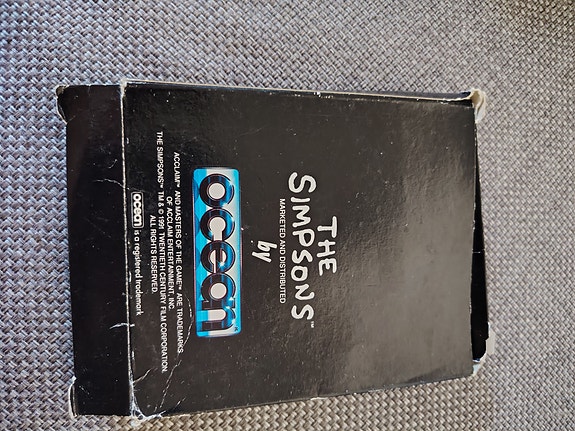 THE
SIMPSONS™
MARKETED AND DISTRIBUTED
by
ocean®
ACCLAIM™ AND MASTERS OF THE GAME™ ARE TRADEMARKS
OF ACCLAIM ENTERTAINMENT, INC.
THE SIMPSONS™ TM & © 1991 TWENTIETH CENTURY FILM CORPORATION.
ALL RIGHTS RESERVED.
ocean is a registered trademark